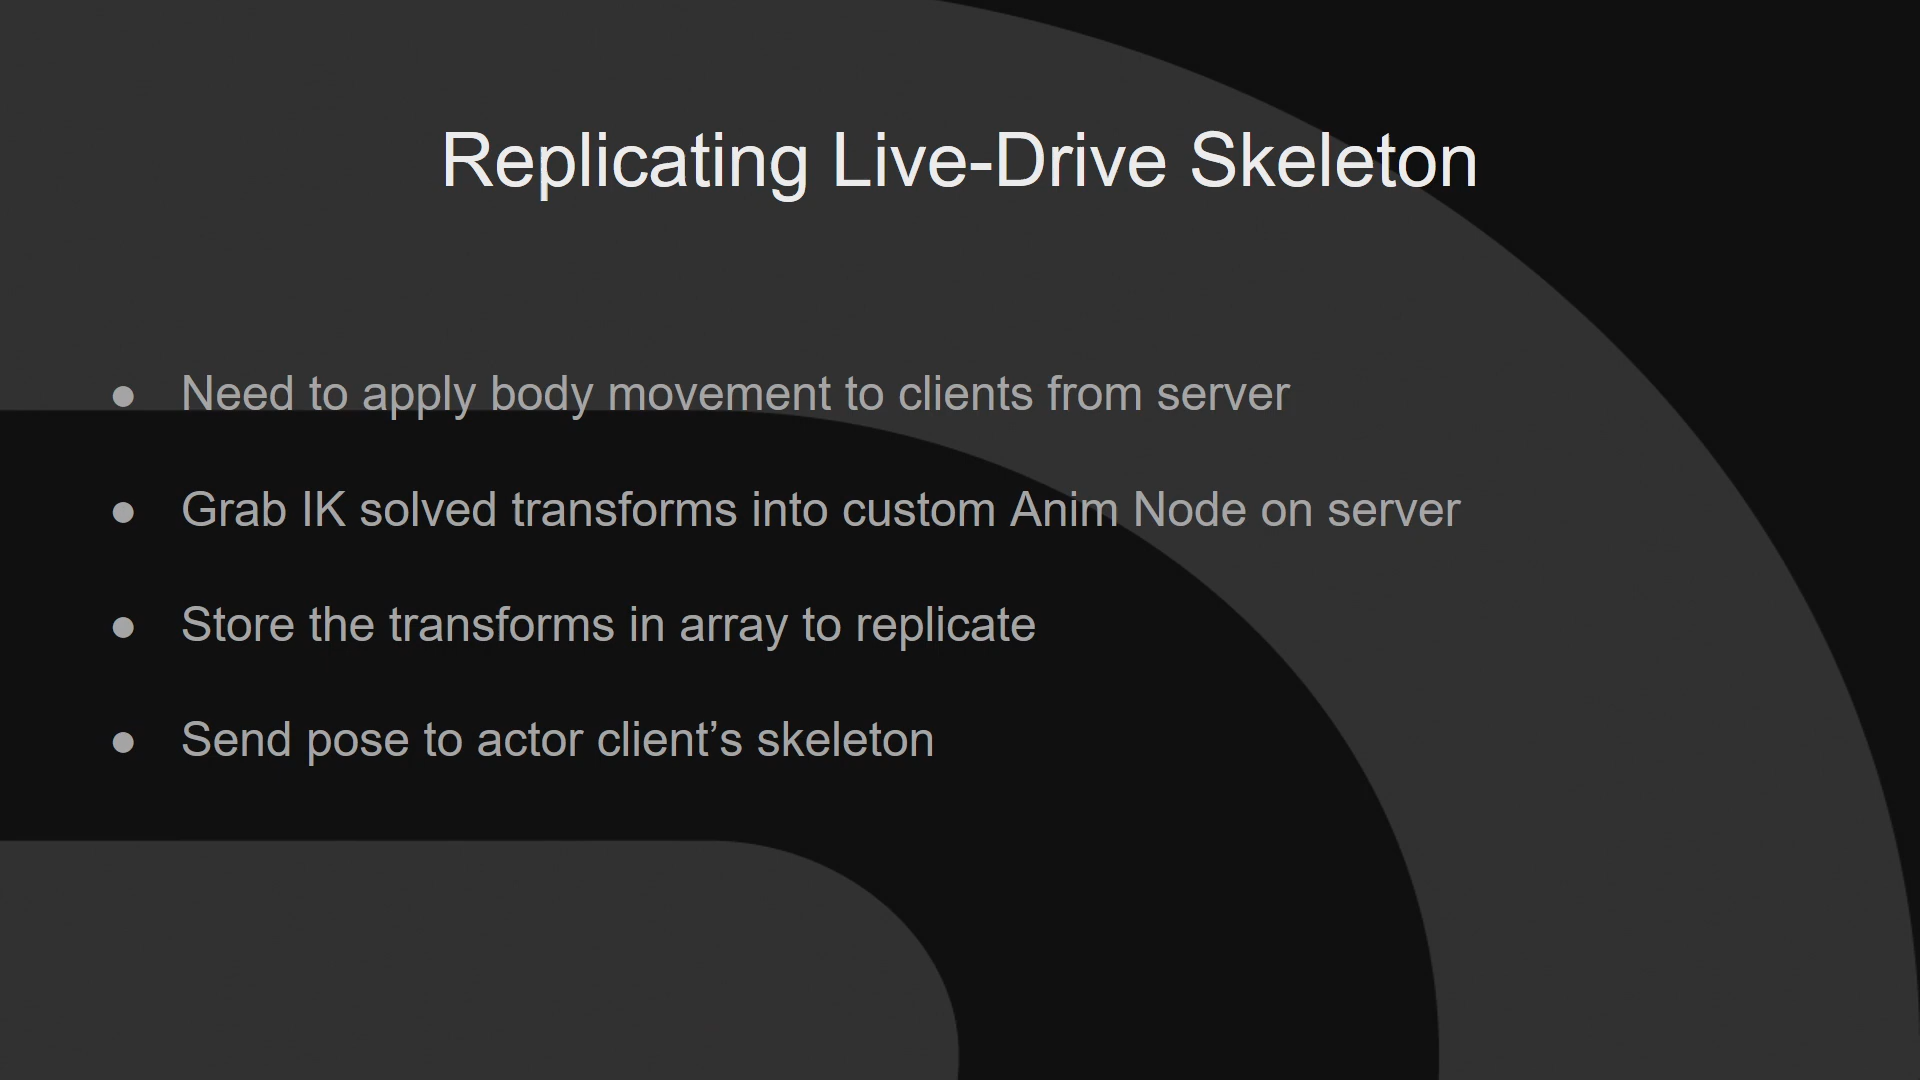 Replicating Live-Drive Skeleton
● Need to apply body movement to clients from server
● Grab IK solved transforms into custom Anim Node on server
● Store the transforms in array to replicate
● Send pose to actor client’s skeleton